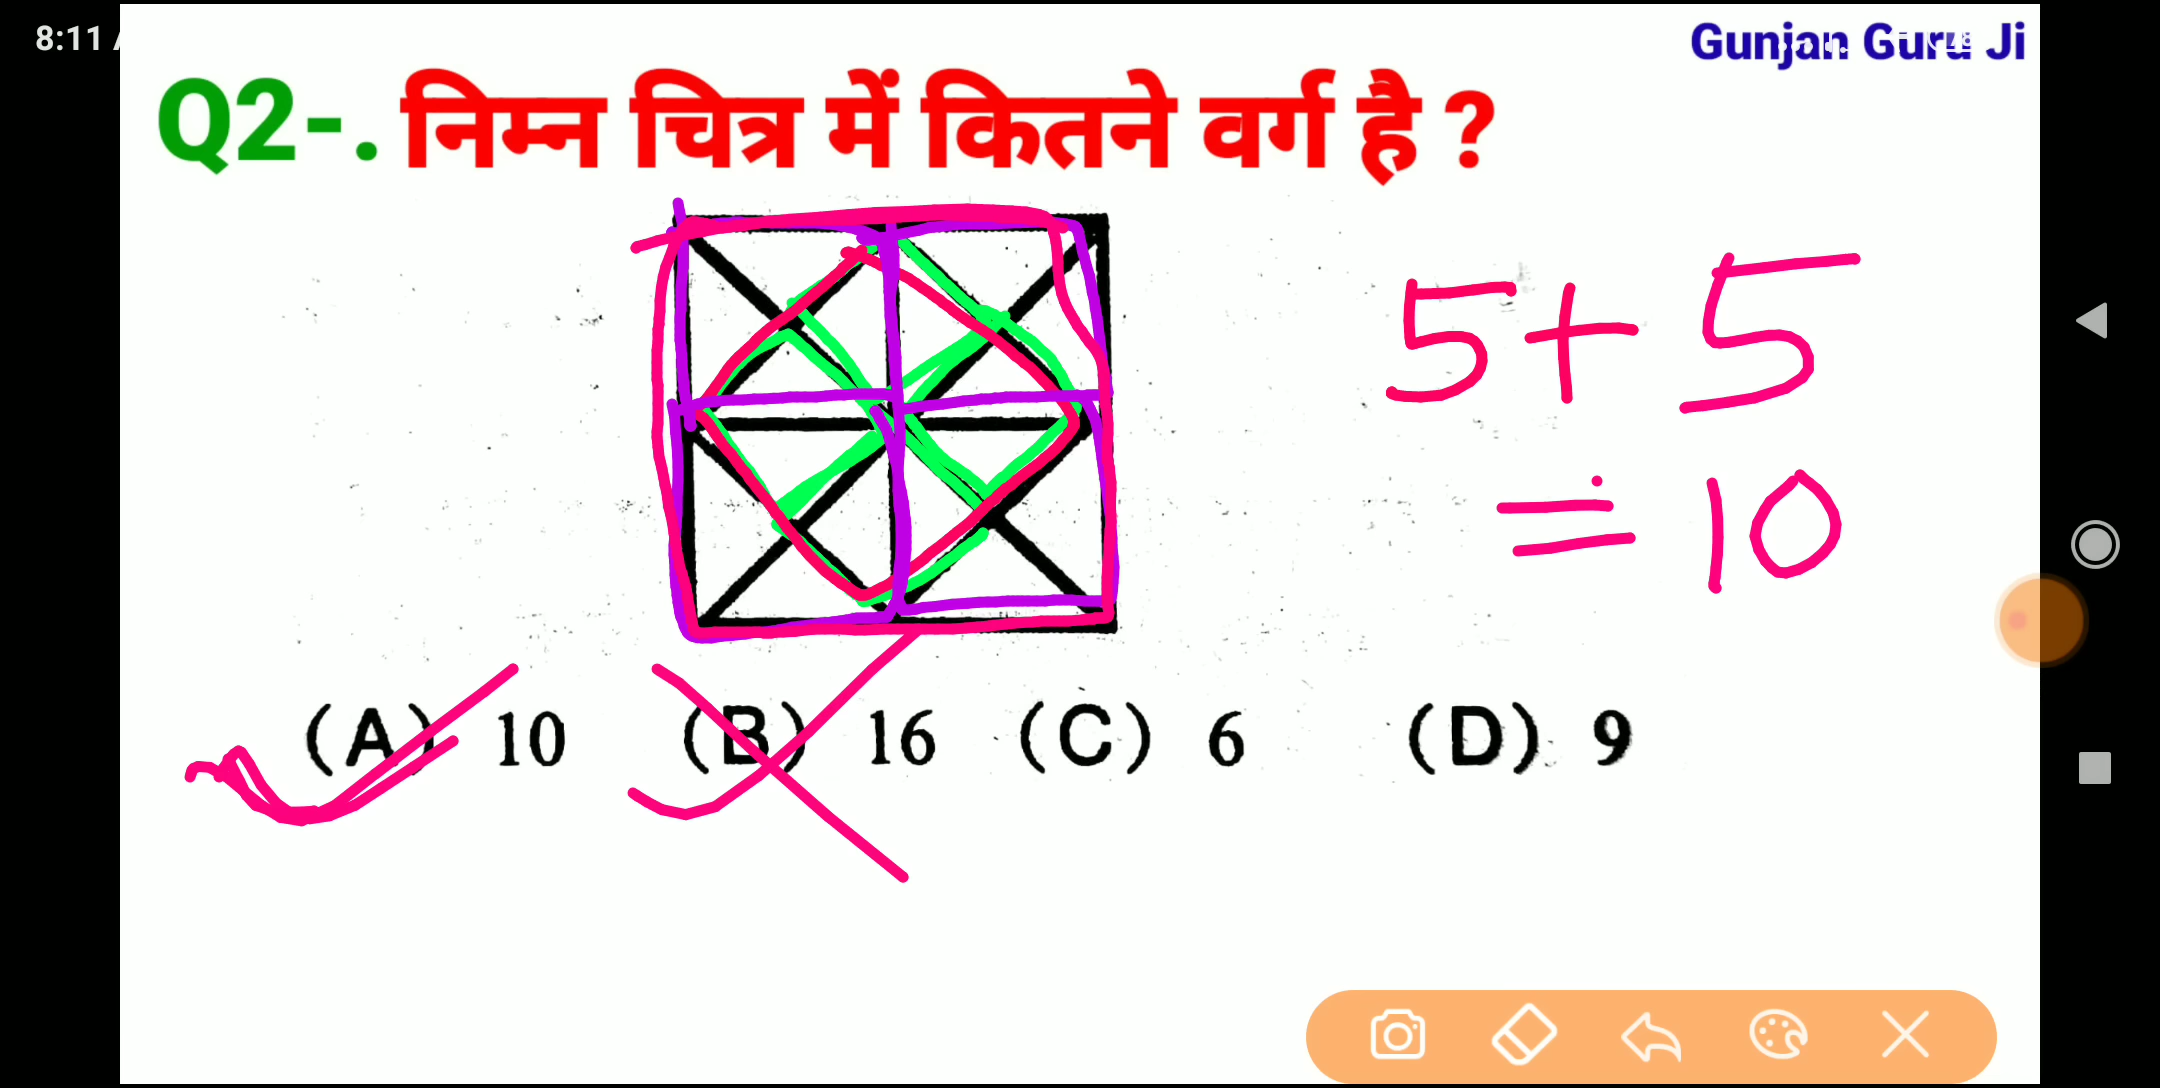 8:11
Gunjan Guru Ji
Q2-. निम्न चित्र में कितने वर्ग है ?
5+5
=10
(A) 10 (B) 16 (C) 6 (D) 9